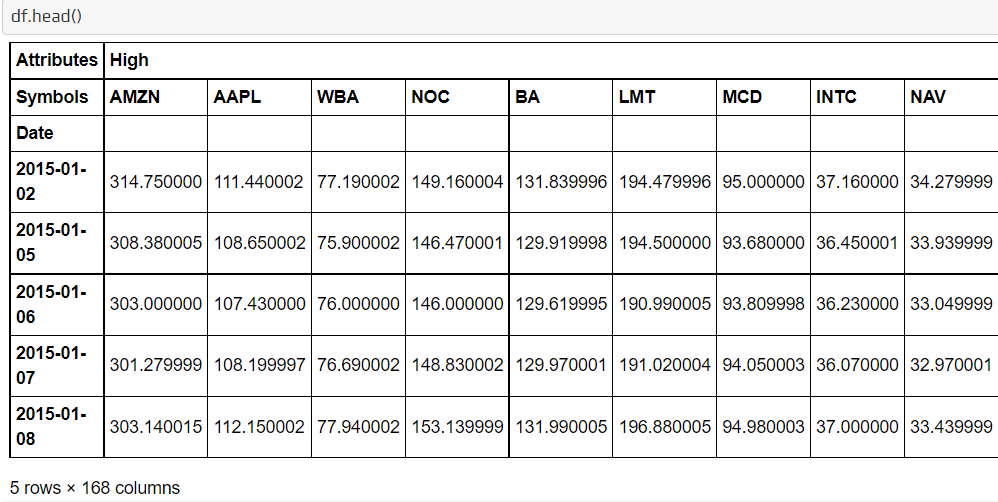 df.head()
Attributes High
Symbols AMZN AAPL WBA NOC BA LMT MCD INTC NAV
Date
2015-01-
02 314.750000 111.440002 77.190002 149.160004 131.839996 194.479996 95.000000 37.160000 34.279999
2015-01-
05 308.380005 108.650002 75.900002 146.470001 129.919998 194.500000 93.680000 36.450001 33.939999
2015-01-
06 303.000000 107.430000 76.000000 146.000000 129.619995 190.990005 93.809998 36.230000 33.049999
2015-01-
07 301.279999 108.199997 76.690002 148.830002 129.970001 191.020004 94.050003 36.070000 32.970001
2015-01-
08 303.140015 112.150002 77.940002 153.139999 131.990005 196.880005 94.980003 37.000000 33.439999
5 rows × 168 columns